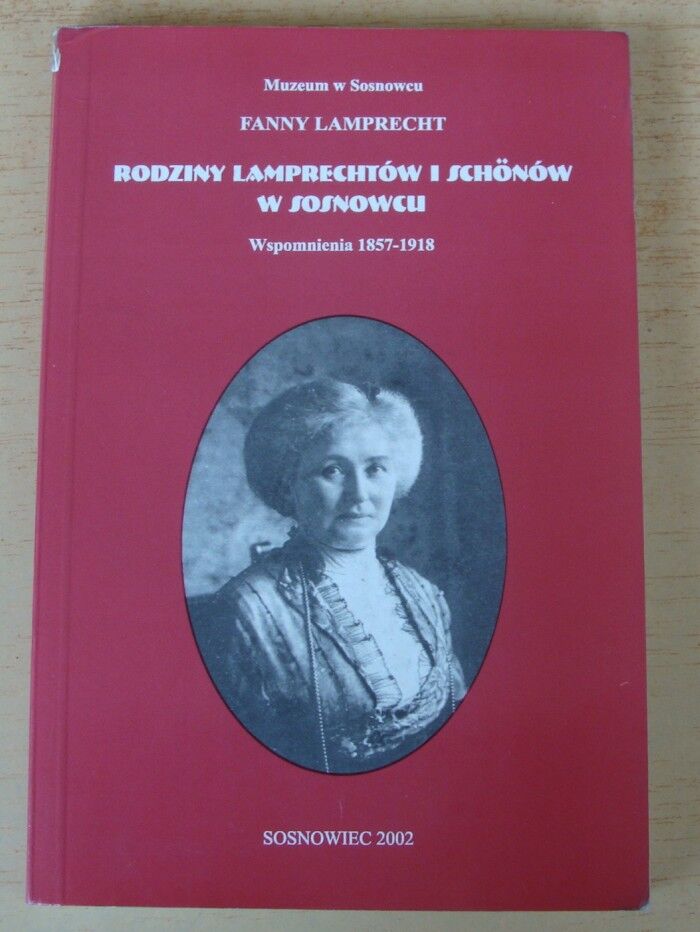 Muzeum w Sosnowcu
FANNY LAMPRECHT
RODZINY LAMPRECHTÓW I SCHÖNÓW
W SOSNOWCU
Wspomnienia 1857-1918
SOSNOWIEC 2002